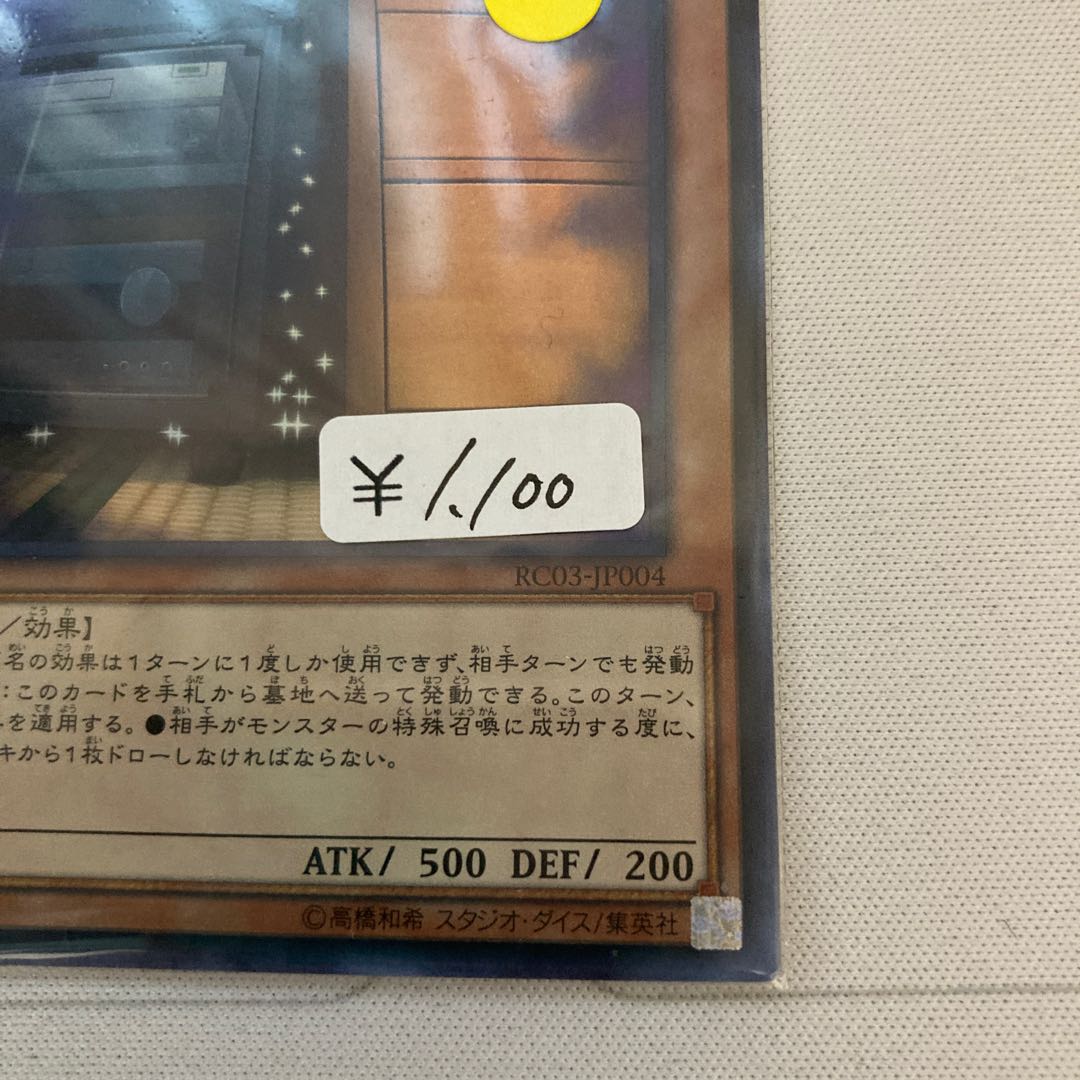 ¥1,100
RC03-JP004
／効果】
名の効果は1ターンに1度しか使用できず、相手ターンでも発動
：このカードを手札から墓地へ送って発動できる。このターン、
を適用する。●相手がモンスターの特殊召喚に成功する度に、
キから1枚ドローしなければならない。
ATK/ 500 DEF/ 200
©高橋和希 スタジオ・ダイス/集英社